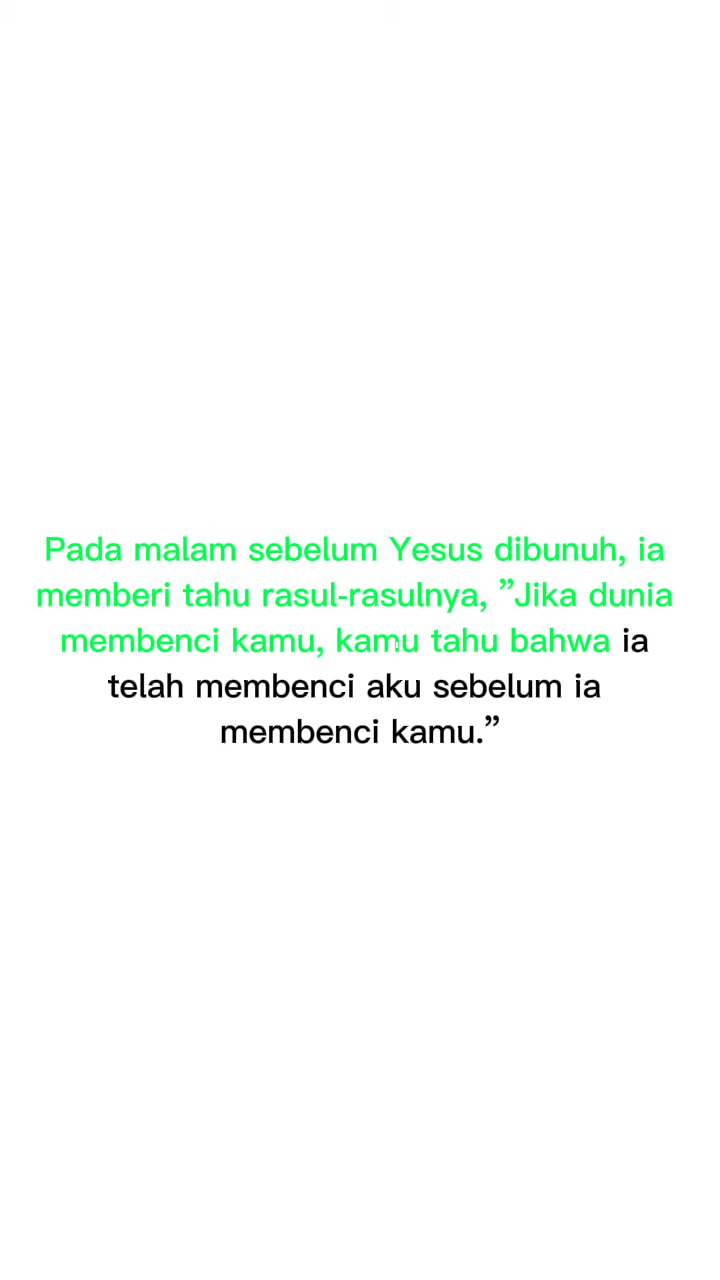 Pada malam sebelum Yesus dibunuh, ia
memberi tahu rasul-rasulnya, ”Jika dunia
membenci kamu, kamu tahu bahwa ia
telah membenci aku sebelum ia
membenci kamu.”